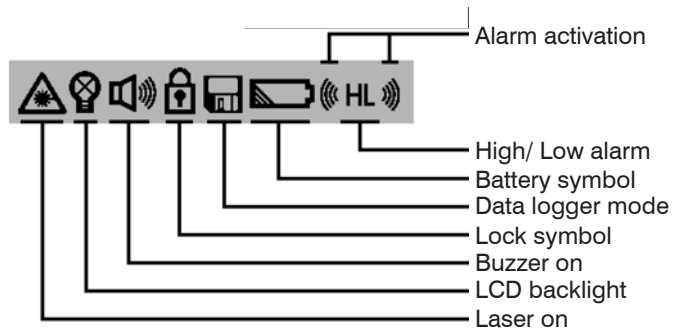 Alarm activation
HL
High/ Low alarm
Battery symbol
Data logger mode
Lock symbol
Buzzer on
LCD backlight
Laser on